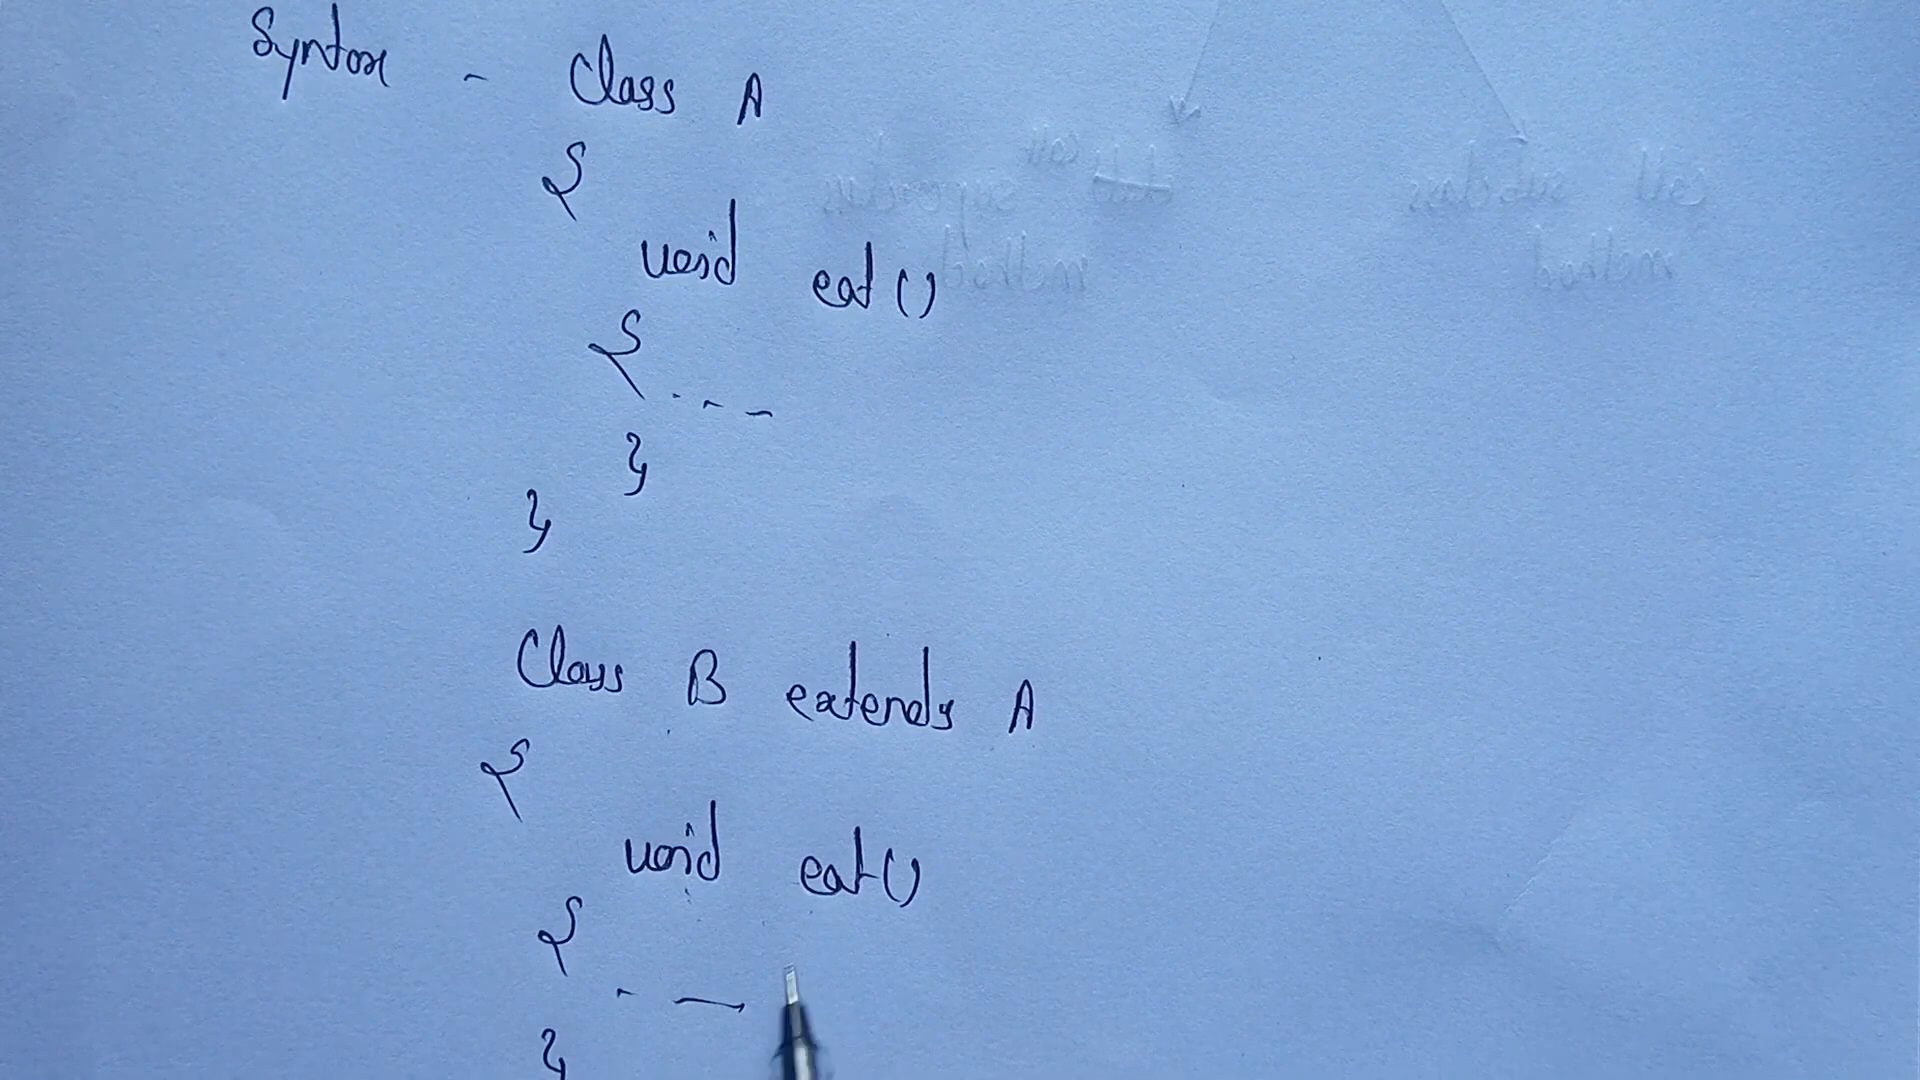 Syntax - Class A
{
void eat()
{ - - -
}
}
Class B extends A
{
void eat()
{
- —
}